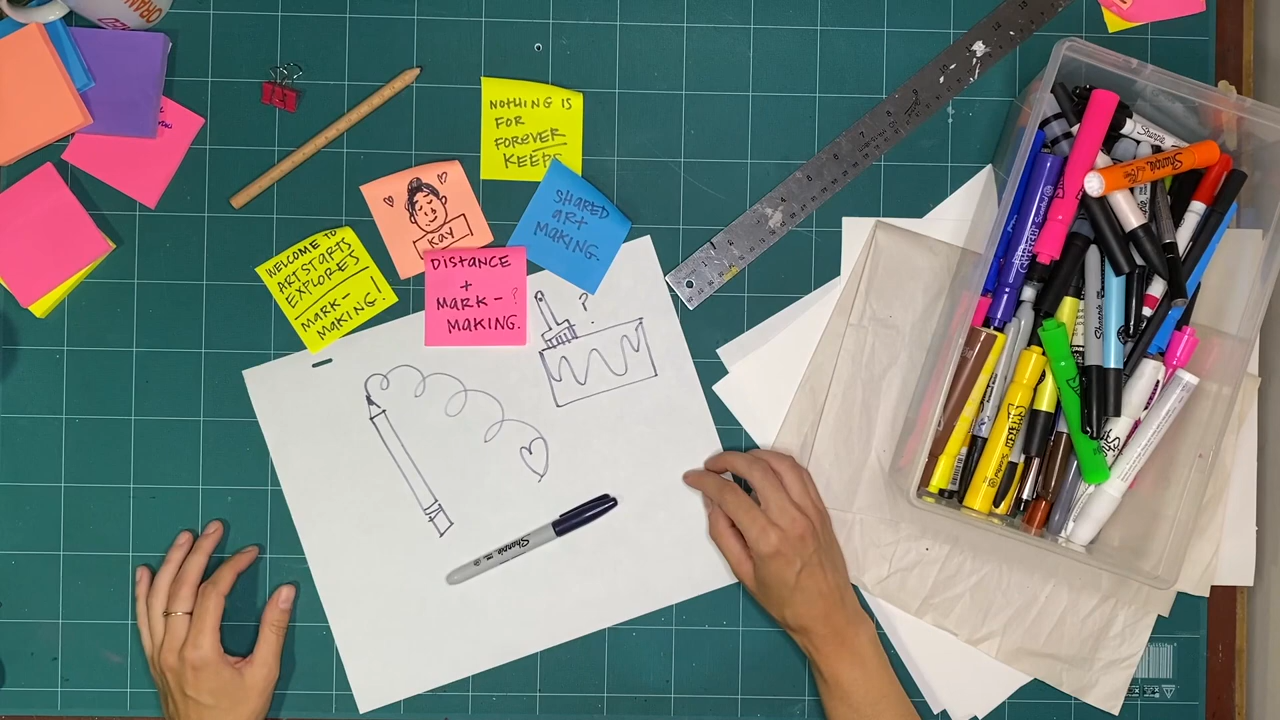 NOTHING IS
FOR
FOREVER
KEEPS
SHARED
ART
MAKING.
KAY
WELCOME TO
ARTSTARTS
EXPLORES
MARK-
MAKING!
DISTANCE
+
MARK-?
MAKING.
?
Sharpie
Sharpie
Sharpie